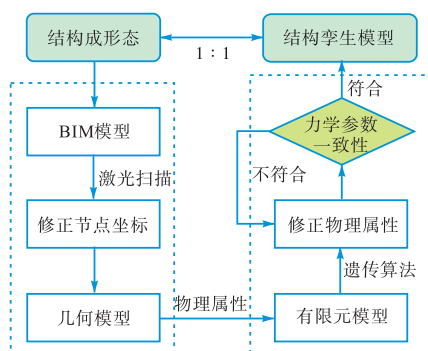 结构成形态
1∶1
结构孪生模型
符合
BIM模型
力学参数
一致性
激光扫描
不符合
修正节点坐标
修正物理属性
遗传算法
几何模型
物理属性
有限元模型